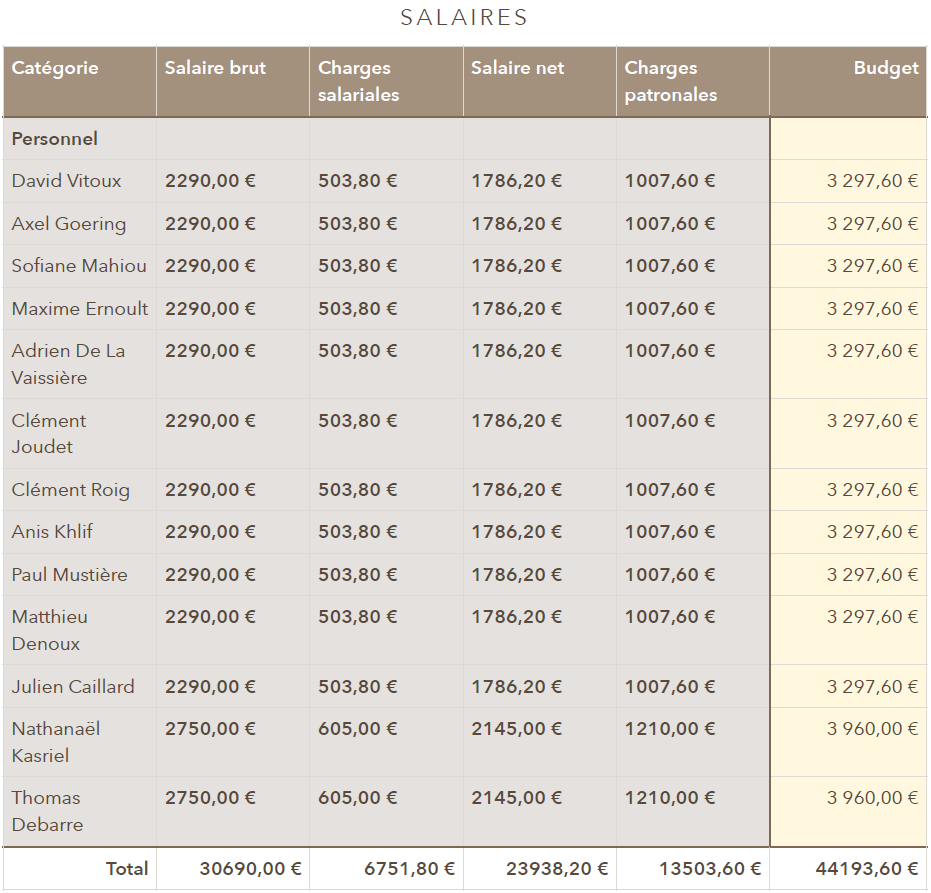 SALAIRES
Catégorie Salaire brut Charges salariales Salaire net Charges patronales Budget
Personnel
David Vitoux 2290,00 € 503,80 € 1786,20 € 1007,60 € 3 297,60 €
Axel Goering 2290,00 € 503,80 € 1786,20 € 1007,60 € 3 297,60 €
Sofiane Mahiou 2290,00 € 503,80 € 1786,20 € 1007,60 € 3 297,60 €
Maxime Ernoult 2290,00 € 503,80 € 1786,20 € 1007,60 € 3 297,60 €
Adrien De La Vaissière 2290,00 € 503,80 € 1786,20 € 1007,60 € 3 297,60 €
Clément Joudet 2290,00 € 503,80 € 1786,20 € 1007,60 € 3 297,60 €
Clément Roig 2290,00 € 503,80 € 1786,20 € 1007,60 € 3 297,60 €
Anis Khlif 2290,00 € 503,80 € 1786,20 € 1007,60 € 3 297,60 €
Paul Mustière 2290,00 € 503,80 € 1786,20 € 1007,60 € 3 297,60 €
Matthieu Denoux 2290,00 € 503,80 € 1786,20 € 1007,60 € 3 297,60 €
Julien Caillard 2290,00 € 503,80 € 1786,20 € 1007,60 € 3 297,60 €
Nathanaël Kasriel 2750,00 € 605,00 € 2145,00 € 1210,00 € 3 960,00 €
Thomas Debarre 2750,00 € 605,00 € 2145,00 € 1210,00 € 3 960,00 €
Total 30690,00 € 6751,80 € 23938,20 € 13503,60 € 44193,60 €